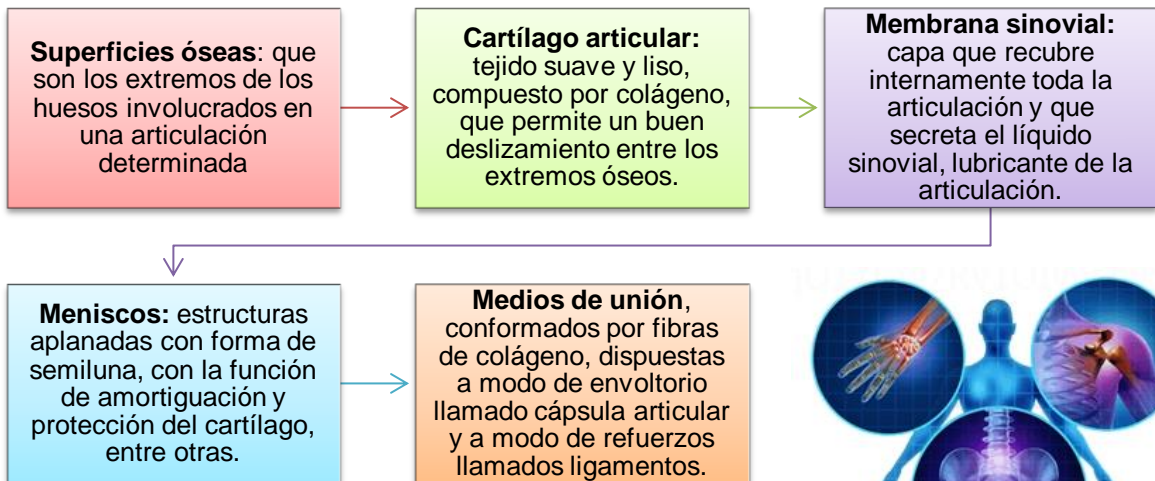 Superficies óseas: que
son los extremos de los
huesos involucrados en
una articulación
determinada
Cartílago articular:
tejido suave y liso,
compuesto por colágeno,
que permite un buen
deslizamiento entre los
extremos óseos.
Membrana sinovial:
capa que recubre
internamente toda la
articulación y que
secreta el líquido
sinovial, lubricante de la
articulación.
Meniscos: estructuras
aplanadas con forma de
semiluna, con la función
de amortiguación y
protección del cartílago,
entre otras.
Medios de unión,
conformados por fibras
de colágeno, dispuestas
a modo de envoltorio
llamado cápsula articular
y a modo de refuerzos
llamados ligamentos.